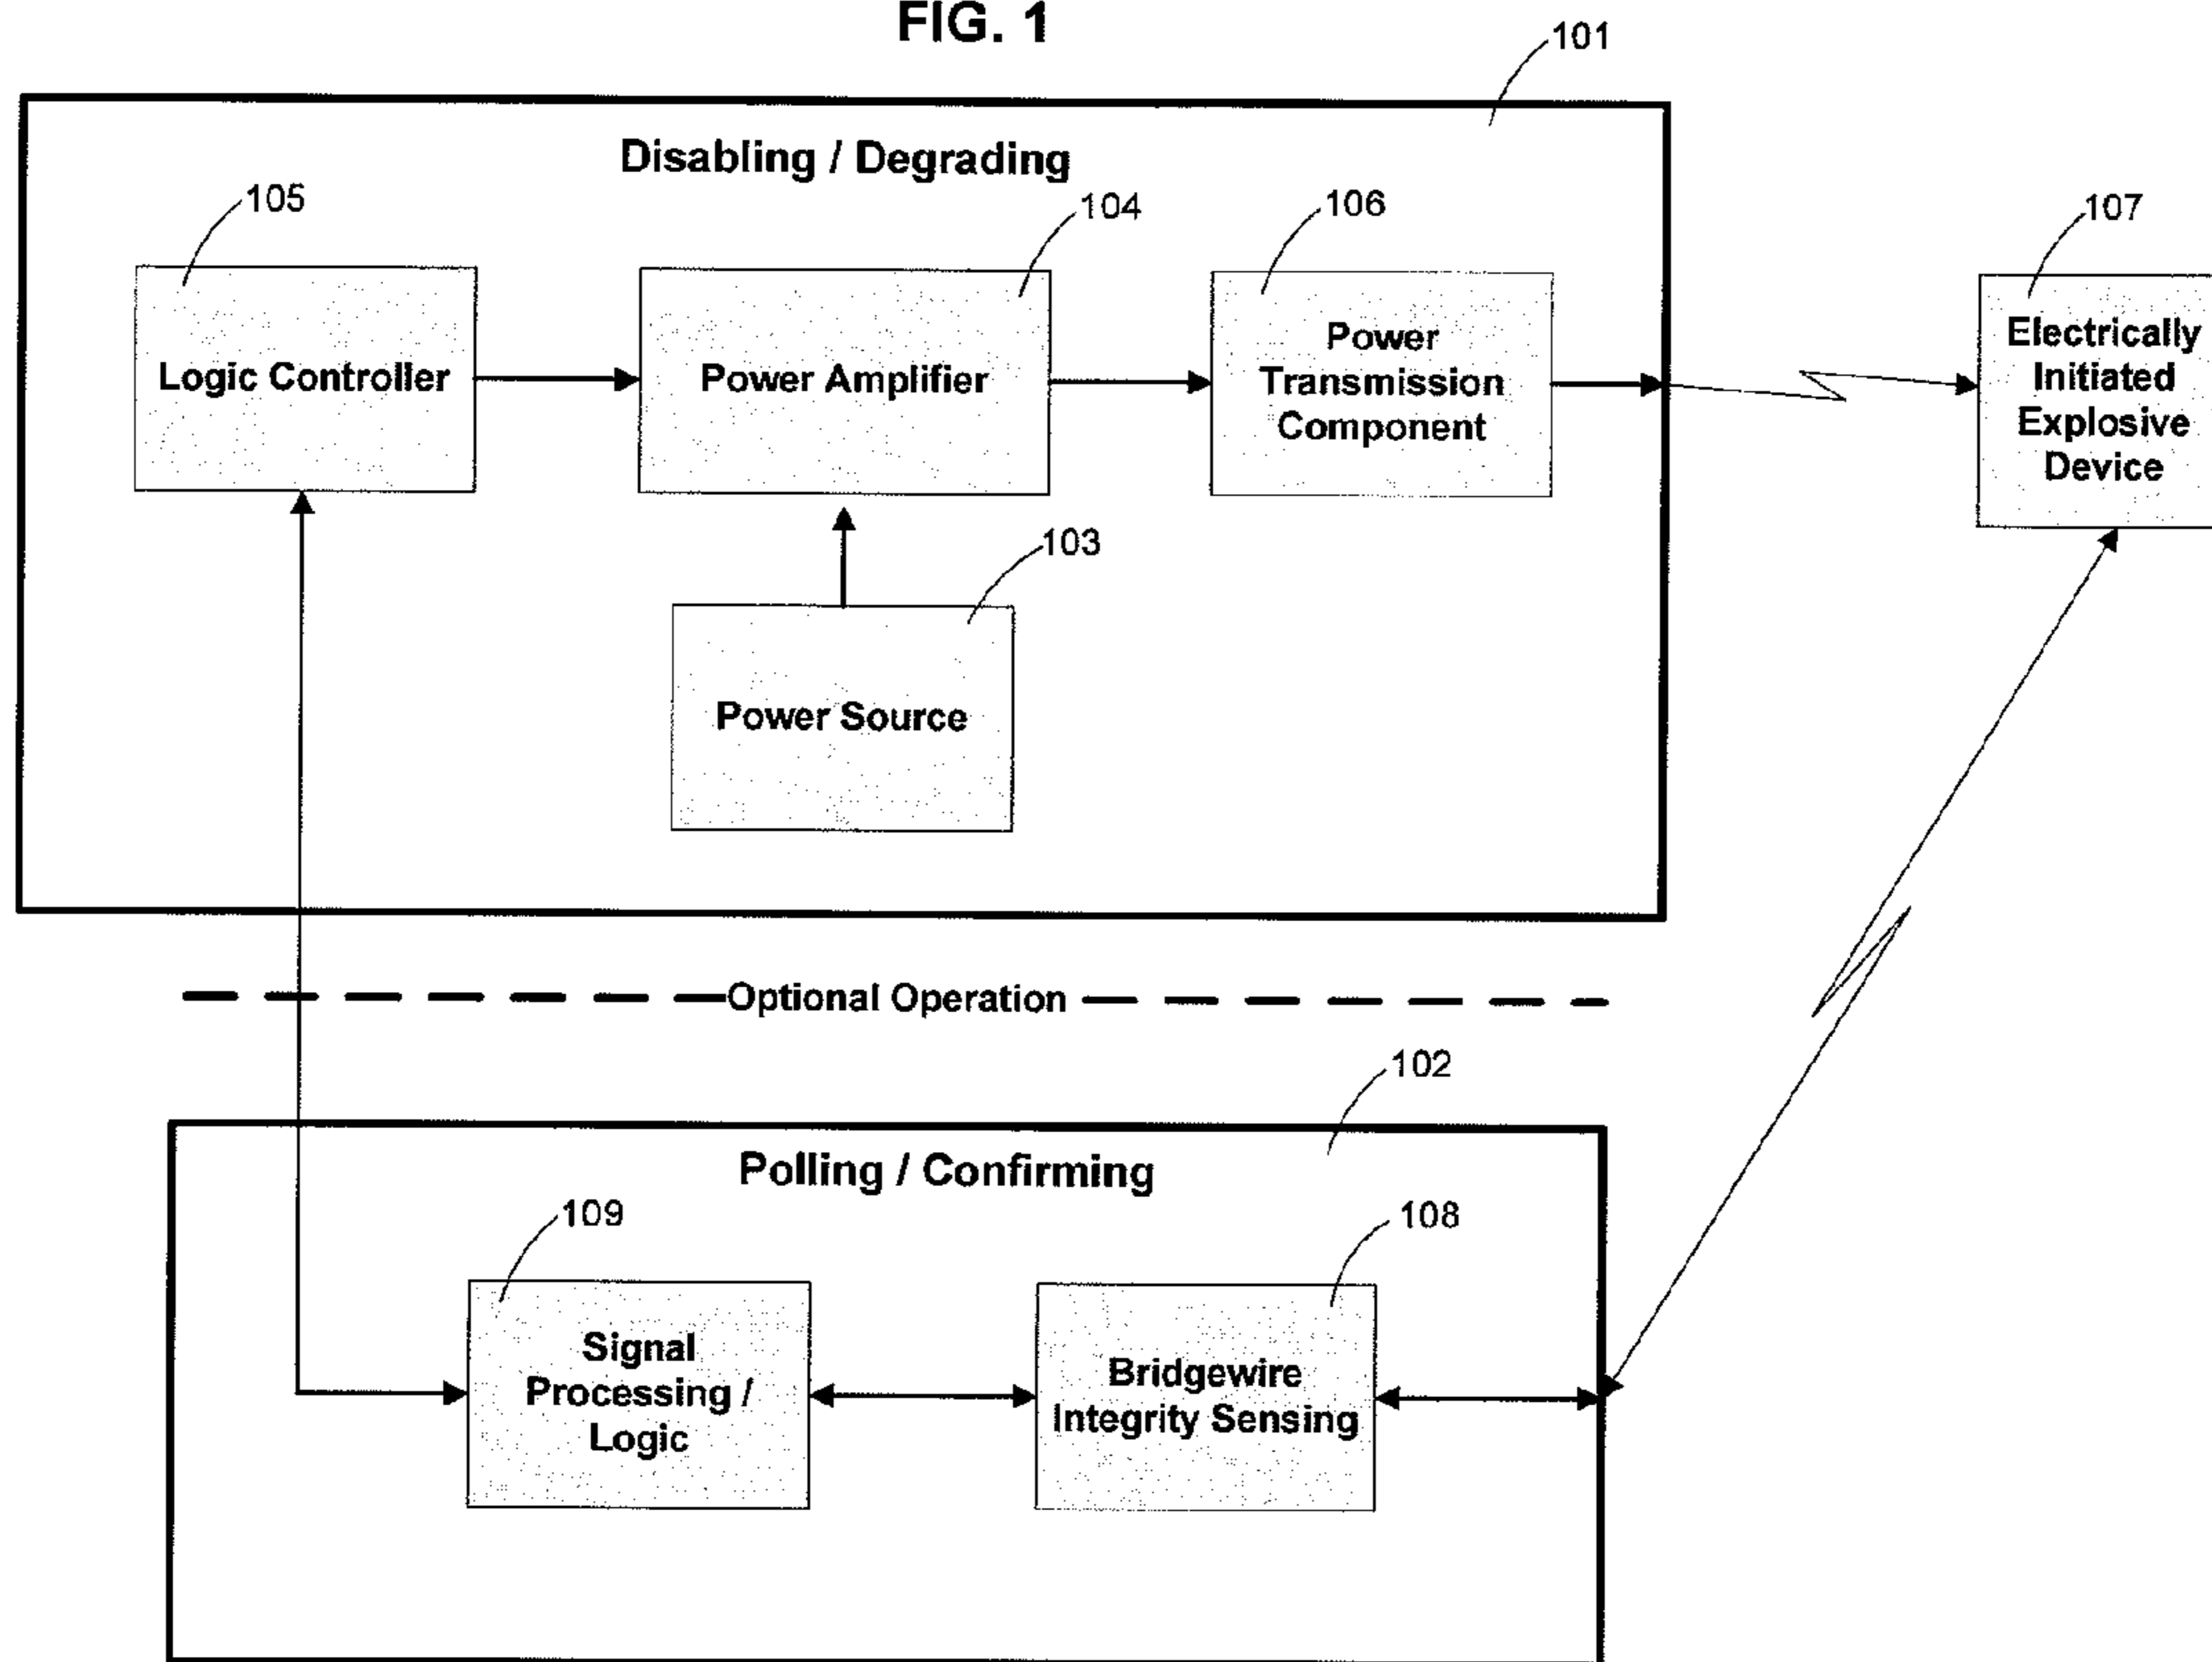 FIG. 1
101
Disabling / Degrading
105
104
106
107
Logic Controller
Power Amplifier
Power
Transmission
Component
Electrically
Initiated
Explosive
Device
103
Power Source
Optional Operation
102
Polling / Confirming
109
108
Signal
Processing /
Logic
Bridgewire
Integrity Sensing